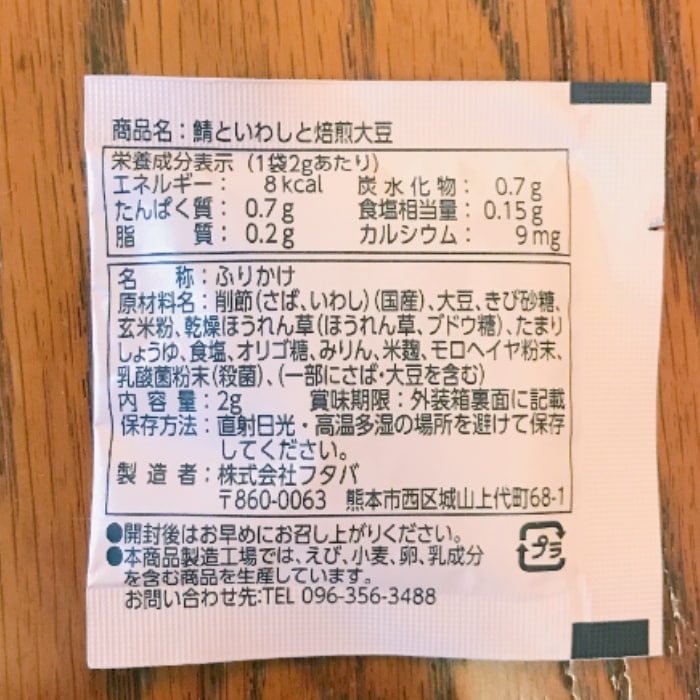 商品名：鯖といわしと焙煎大豆
栄養成分表示（1袋2gあたり）
エネルギー： 8kcal 炭水化物： 0.7g
たんぱく質： 0.7g 食塩相当量： 0.15g
脂質： 0.2g カルシウム： 9mg
名称：ふりかけ
原材料名：削節（さば、いわし）（国産）、大豆、きび砂糖、
玄米粉、乾燥ほうれん草（ほうれん草、ブドウ糖）、たまり
しょうゆ、食塩、オリゴ糖、みりん、米麹、モロヘイヤ粉末、
乳酸菌粉末（殺菌）、（一部にさば・大豆を含む）
内容量：2g 賞味期限：外装箱裏面に記載
保存方法：直射日光・高温多湿の場所を避けて保存
してください。
製造者：株式会社フタバ
〒860-0063 熊本市西区城山上代町68-1
●開封後はお早めにお召し上がりください。
●本商品製造工場では、えび、小麦、卵、乳成分
を含む商品を生産しています。
お問い合わせ先:TEL 096-356-3488
プラ